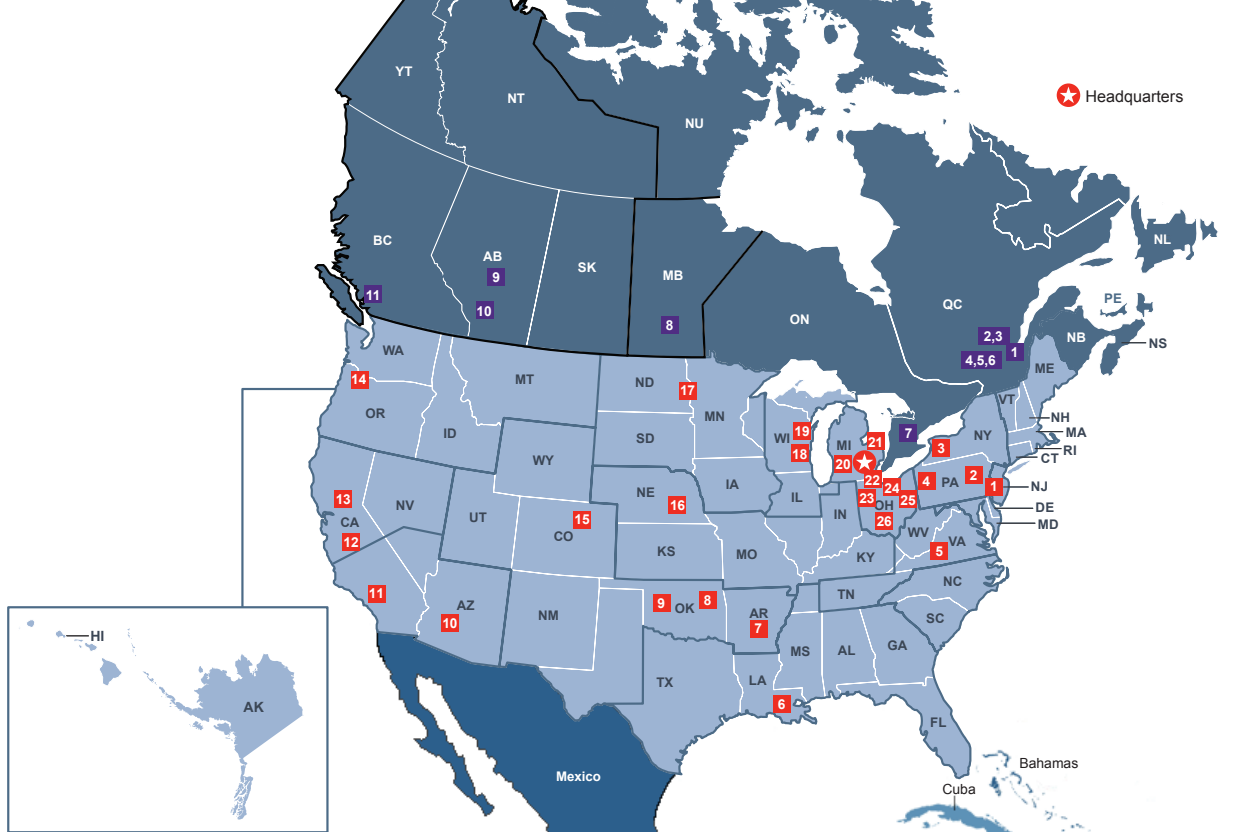 YT
NT
NU
Headquarters
BC
AB
9
10
11
SK
MB
8
ON
QC
2,3
4,5,6
1
NL
PE
NB
NS
WA
14
OR
MT
ID
ND
17
MN
SD
WY
WI
19
18
MI
20
21
7
22
23
24
25
OH
26
NY
3
VT
ME
NH
MA
RI
CT
PA
4
2
1
NJ
DE
MD
13
CA
12
11
NV
UT
CO
15
NE
16
IA
IL
IN
KS
MO
KY
WV
VA
5
AZ
10
NM
OK
9
8
AR
7
TN
NC
SC
MS
AL
GA
TX
LA
6
FL
HI
AK
Mexico
Bahamas
Cuba